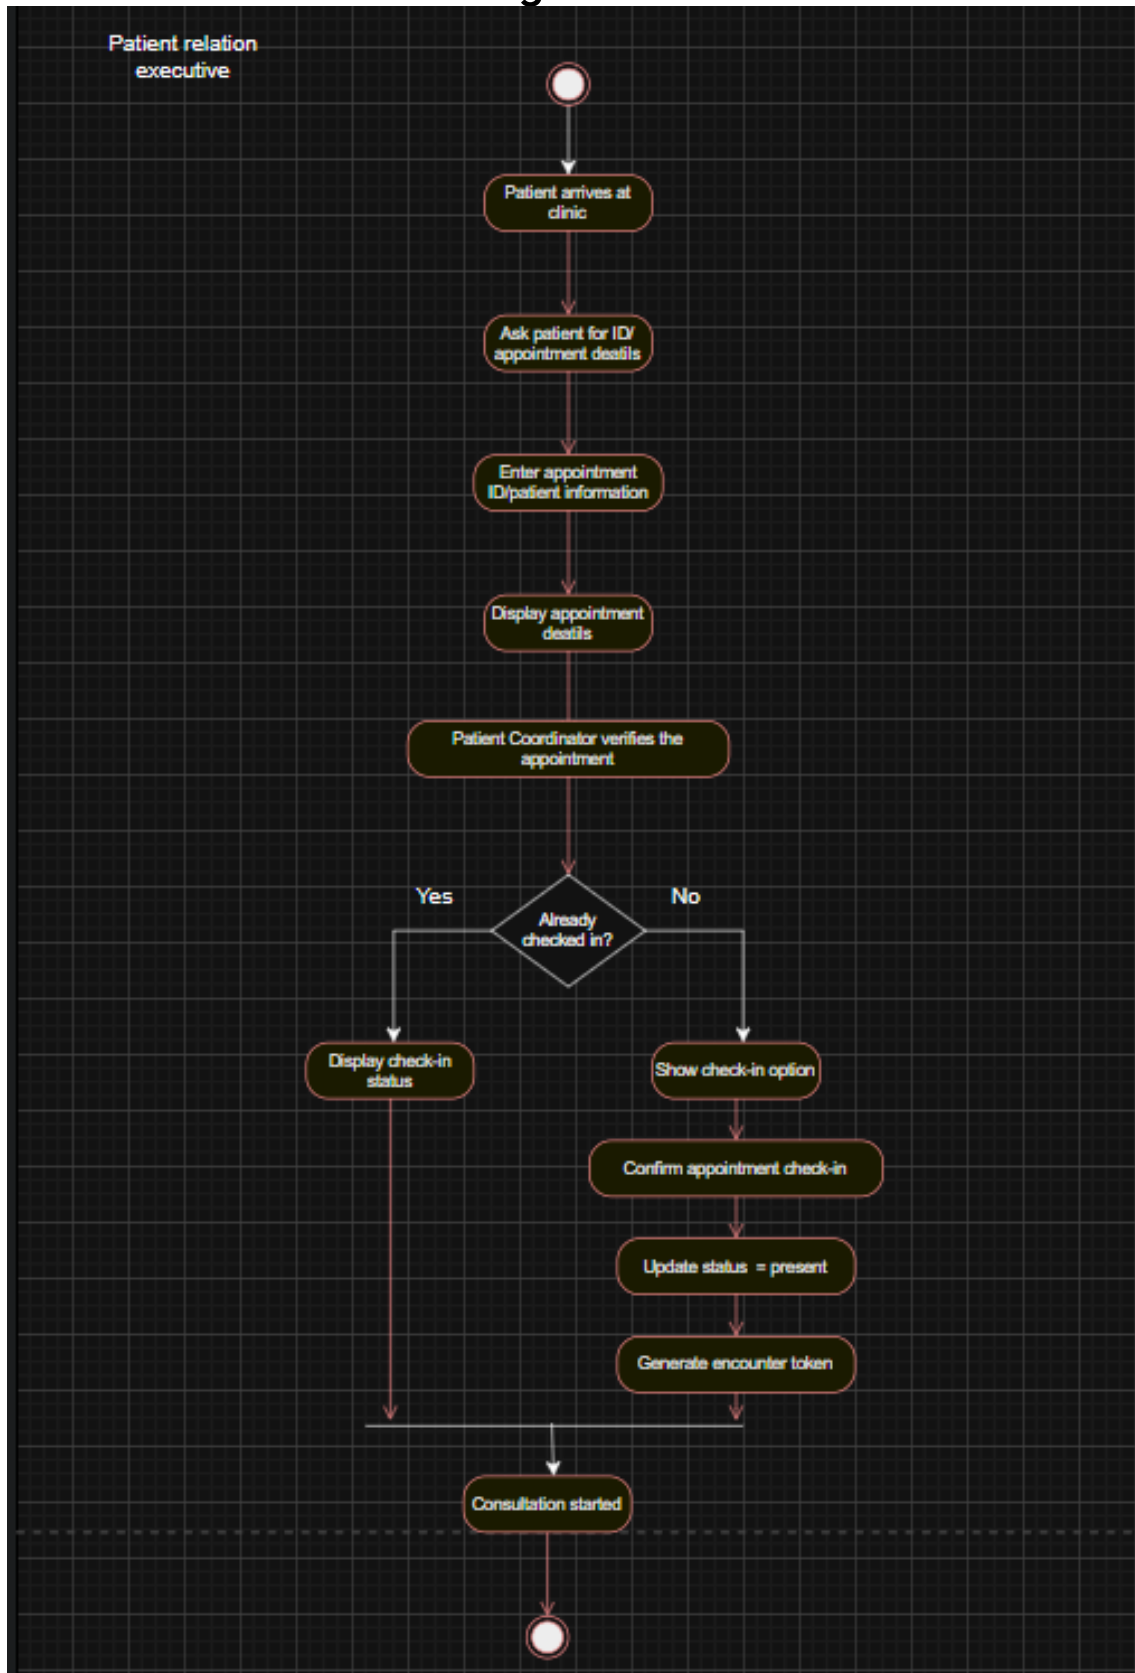 Patient relation
executive
Patient arrives at
clinic
Ask patient for ID/
appointment deatils
Enter appointment
ID/patient information
Display appointment
deatils
Patient Coordinator verifies the
appointment
Yes
No
Already
checked in?
Display check-in
status
Show check-in option
Confirm appointment check-in
Update status = present
Generate encounter token
Consultation started